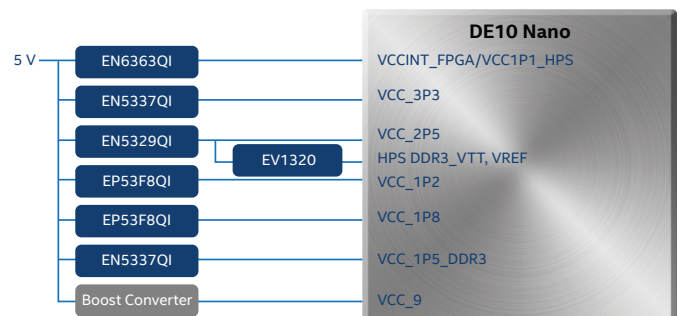 DE10 Nano
5 V
EN6363QI
VCCINT_FPGA/VCC1P1_HPS
EN5337QI
VCC_3P3
EN5329QI
VCC_2P5
EV1320
HPS DDR3_VTT, VREF
EP53F8QI
VCC_1P2
EP53F8QI
VCC_1P8
EN5337QI
VCC_1P5_DDR3
Boost Converter
VCC_9